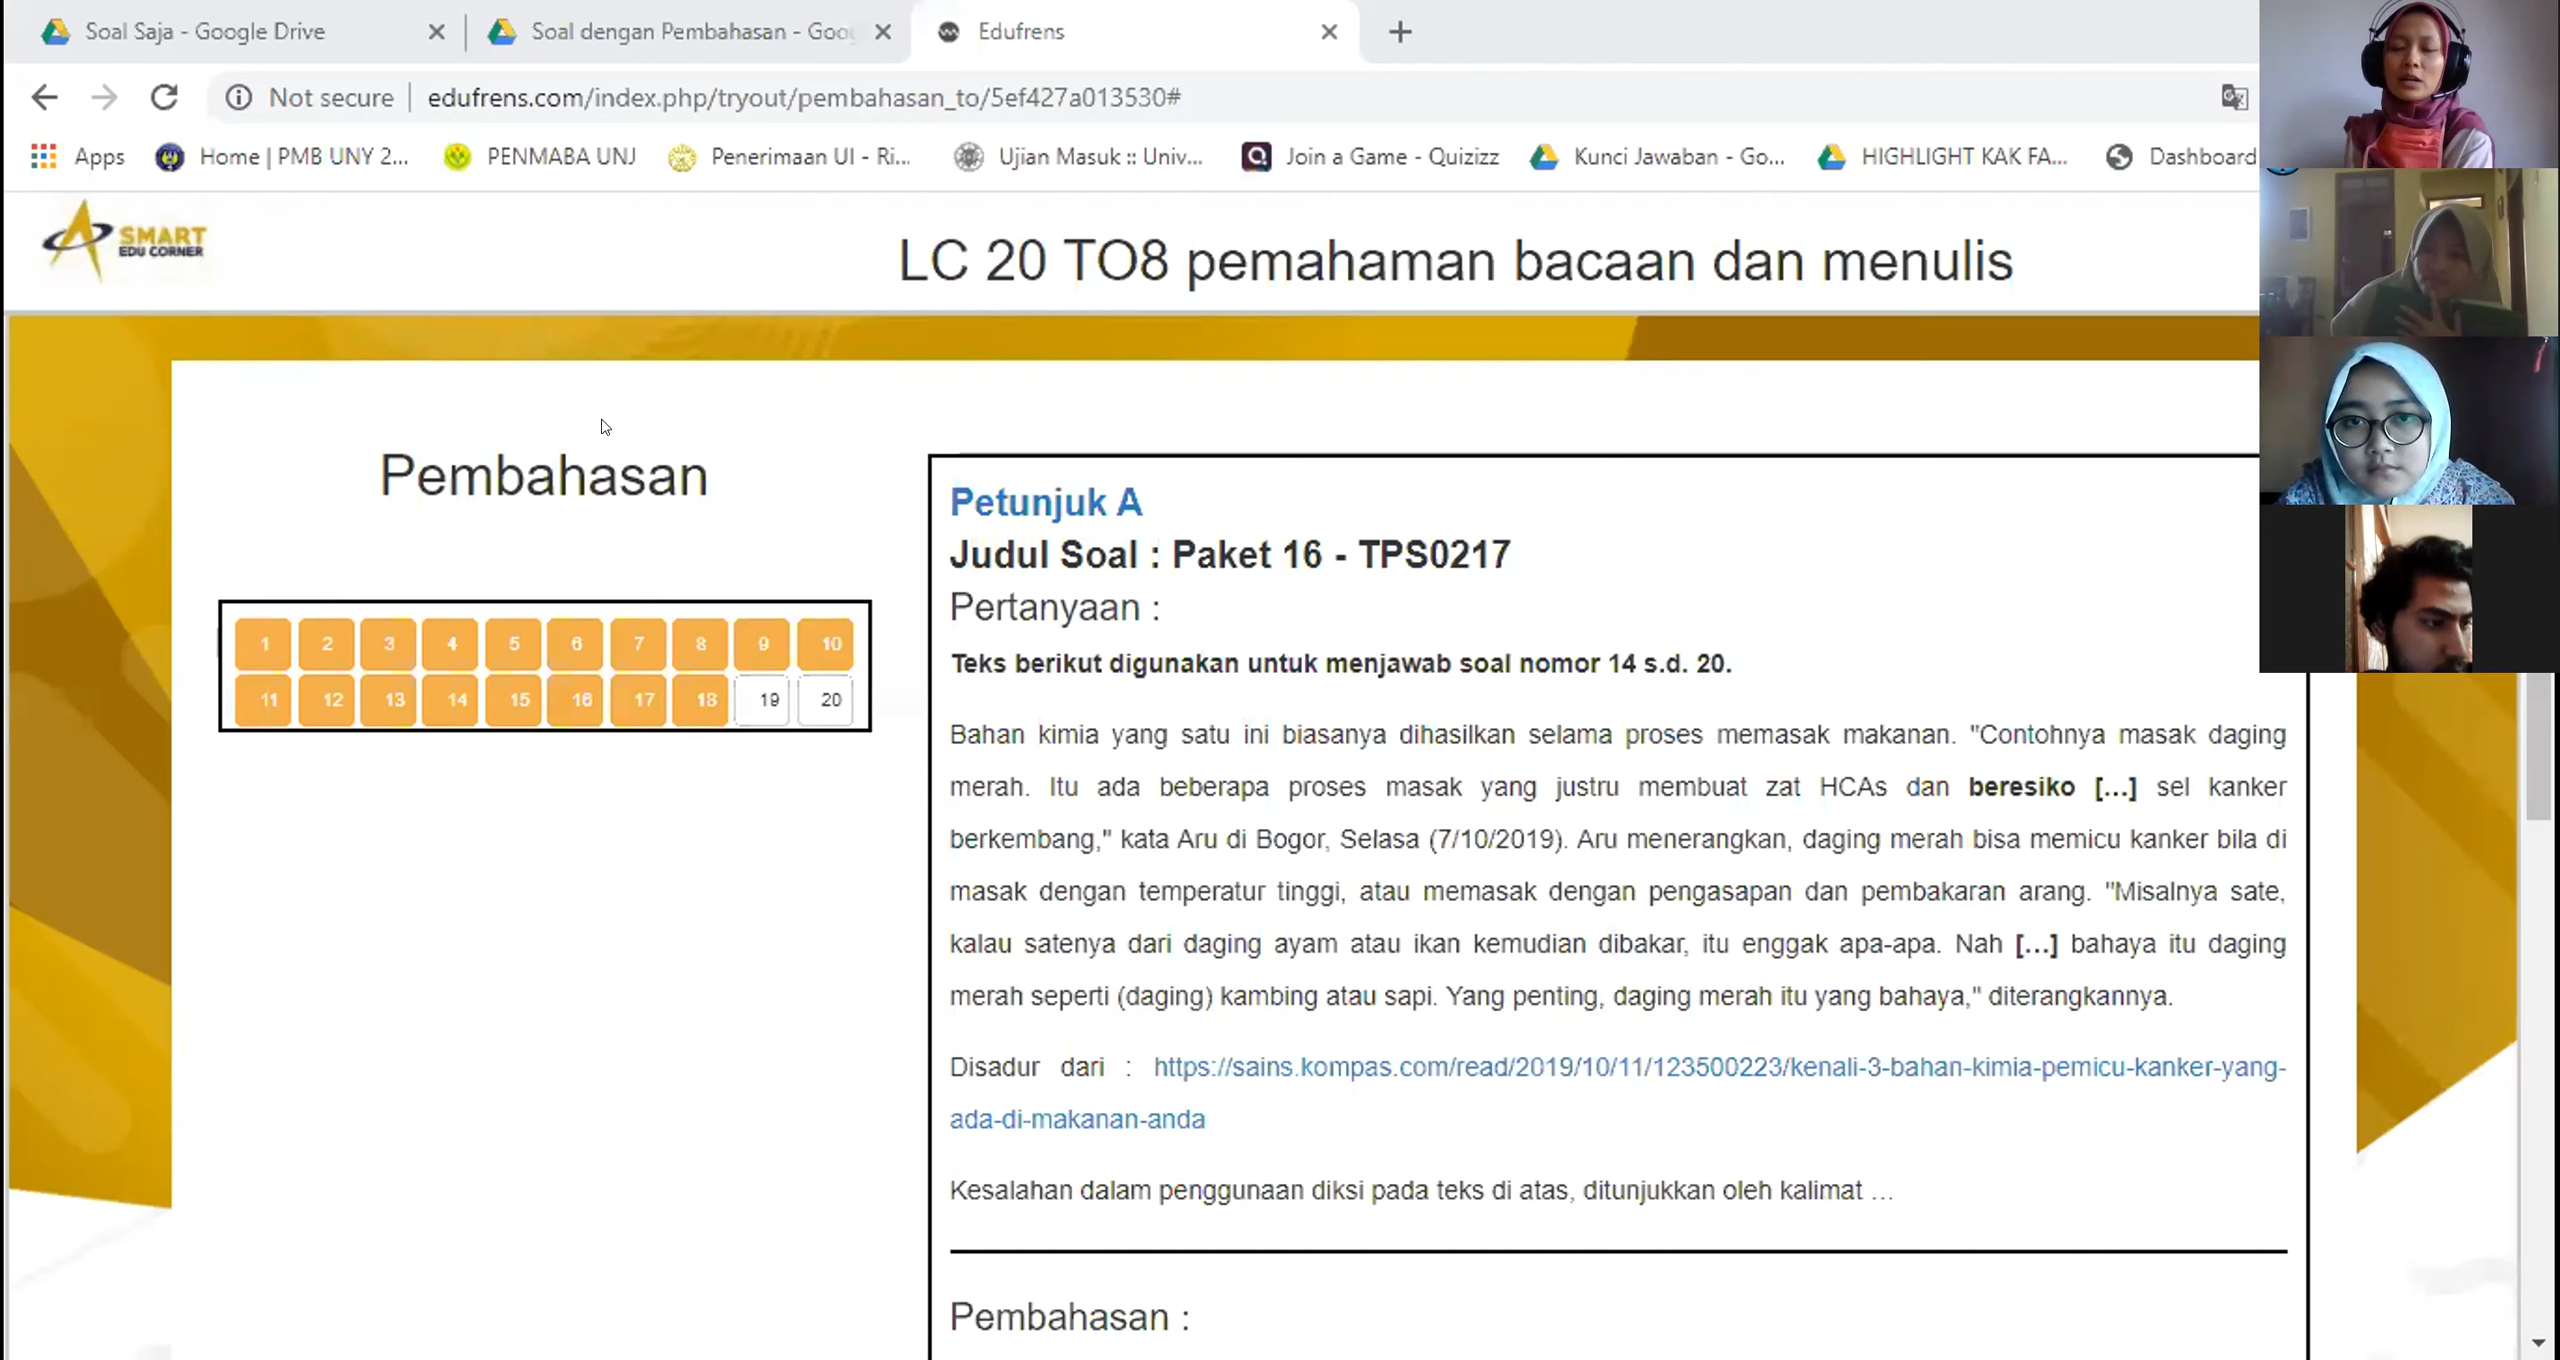 Soal Saja - Google Drive
Soal dengan Pembahasan - Goo
Edufrens
Not secure
edufrens.com/index.php/tryout/pembahasan_to/5ef427a013530#
Apps
Home | PMB UNY 2...
PENMABA UNJ
Penerimaan UI - Ri...
Ujian Masuk :: Univ...
Join a Game - Quizizz
Kunci Jawaban - Go...
HIGHLIGHT KAK FA...
Dashboard
SMART
EDU CORNER
LC 20 TO8 pemahaman bacaan dan menulis
Pembahasan
1 2 3 4 5 6 7 8 9 10
11 12 13 14 15 16 17 18 19 20
Petunjuk A
Judul Soal : Paket 16 - TPS0217
Pertanyaan :
Teks berikut digunakan untuk menjawab soal nomor 14 s.d. 20.
Bahan kimia yang satu ini biasanya dihasilkan selama proses memasak makanan. "Contohnya masak daging
merah. Itu ada beberapa proses masak yang justru membuat zat HCAs dan beresiko [...] sel kanker
berkembang," kata Aru di Bogor, Selasa (7/10/2019). Aru menerangkan, daging merah bisa memicu kanker bila di
masak dengan temperatur tinggi, atau memasak dengan pengasapan dan pembakaran arang. "Misalnya sate,
kalau satenya dari daging ayam atau ikan kemudian dibakar, itu enggak apa-apa. Nah [...] bahaya itu daging
merah seperti (daging) kambing atau sapi. Yang penting, daging merah itu yang bahaya," diterangkannya.
Disadur dari : https://sains.kompas.com/read/2019/10/11/123500223/kenali-3-bahan-kimia-pemicu-kanker-yang-
ada-di-makanan-anda
Kesalahan dalam penggunaan diksi pada teks di atas, ditunjukkan oleh kalimat ...
Pembahasan :